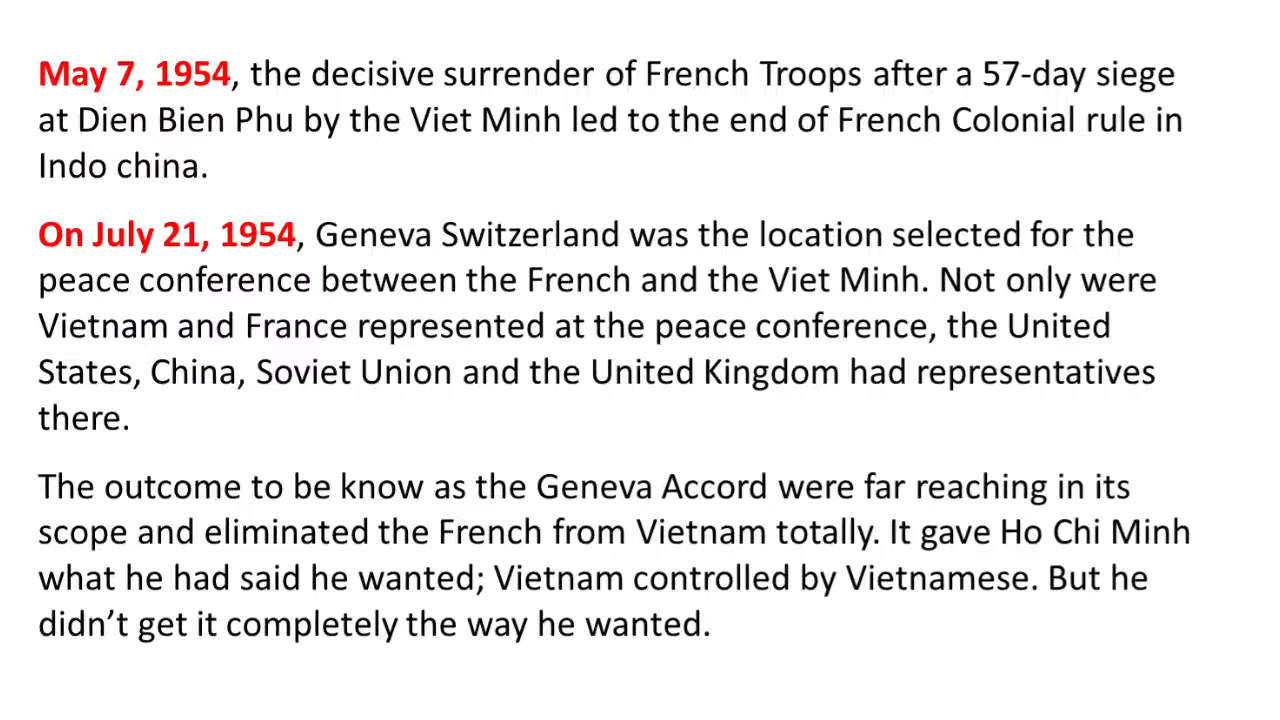 May 7, 1954, the decisive surrender of French Troops after a 57-day siege
at Dien Bien Phu by the Viet Minh led to the end of French Colonial rule in
Indo china.
On July 21, 1954, Geneva Switzerland was the location selected for the
peace conference between the French and the Viet Minh. Not only were
Vietnam and France represented at the peace conference, the United
States, China, Soviet Union and the United Kingdom had representatives
there.
The outcome to be know as the Geneva Accord were far reaching in its
scope and eliminated the French from Vietnam totally. It gave Ho Chi Minh
what he had said he wanted; Vietnam controlled by Vietnamese. But he
didn’t get it completely the way he wanted.